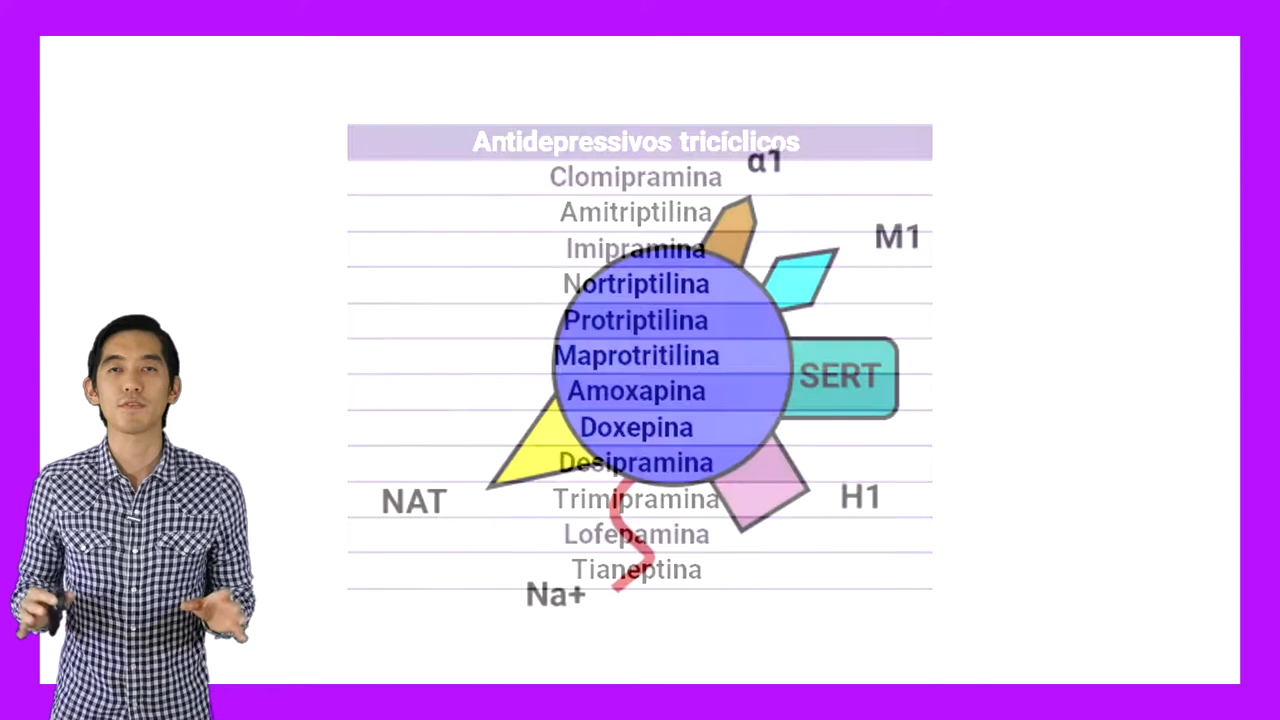 Antidepressivos tricíclicos
α1
Clomipramina
Amitriptilina
M1
Imipramina
Nortriptilina
Protriptilina
Maprotritilina
SERT
Amoxapina
Doxepina
Desipramina
NAT
Trimipramina
H1
Lofepamina
Tianeptina
Na+